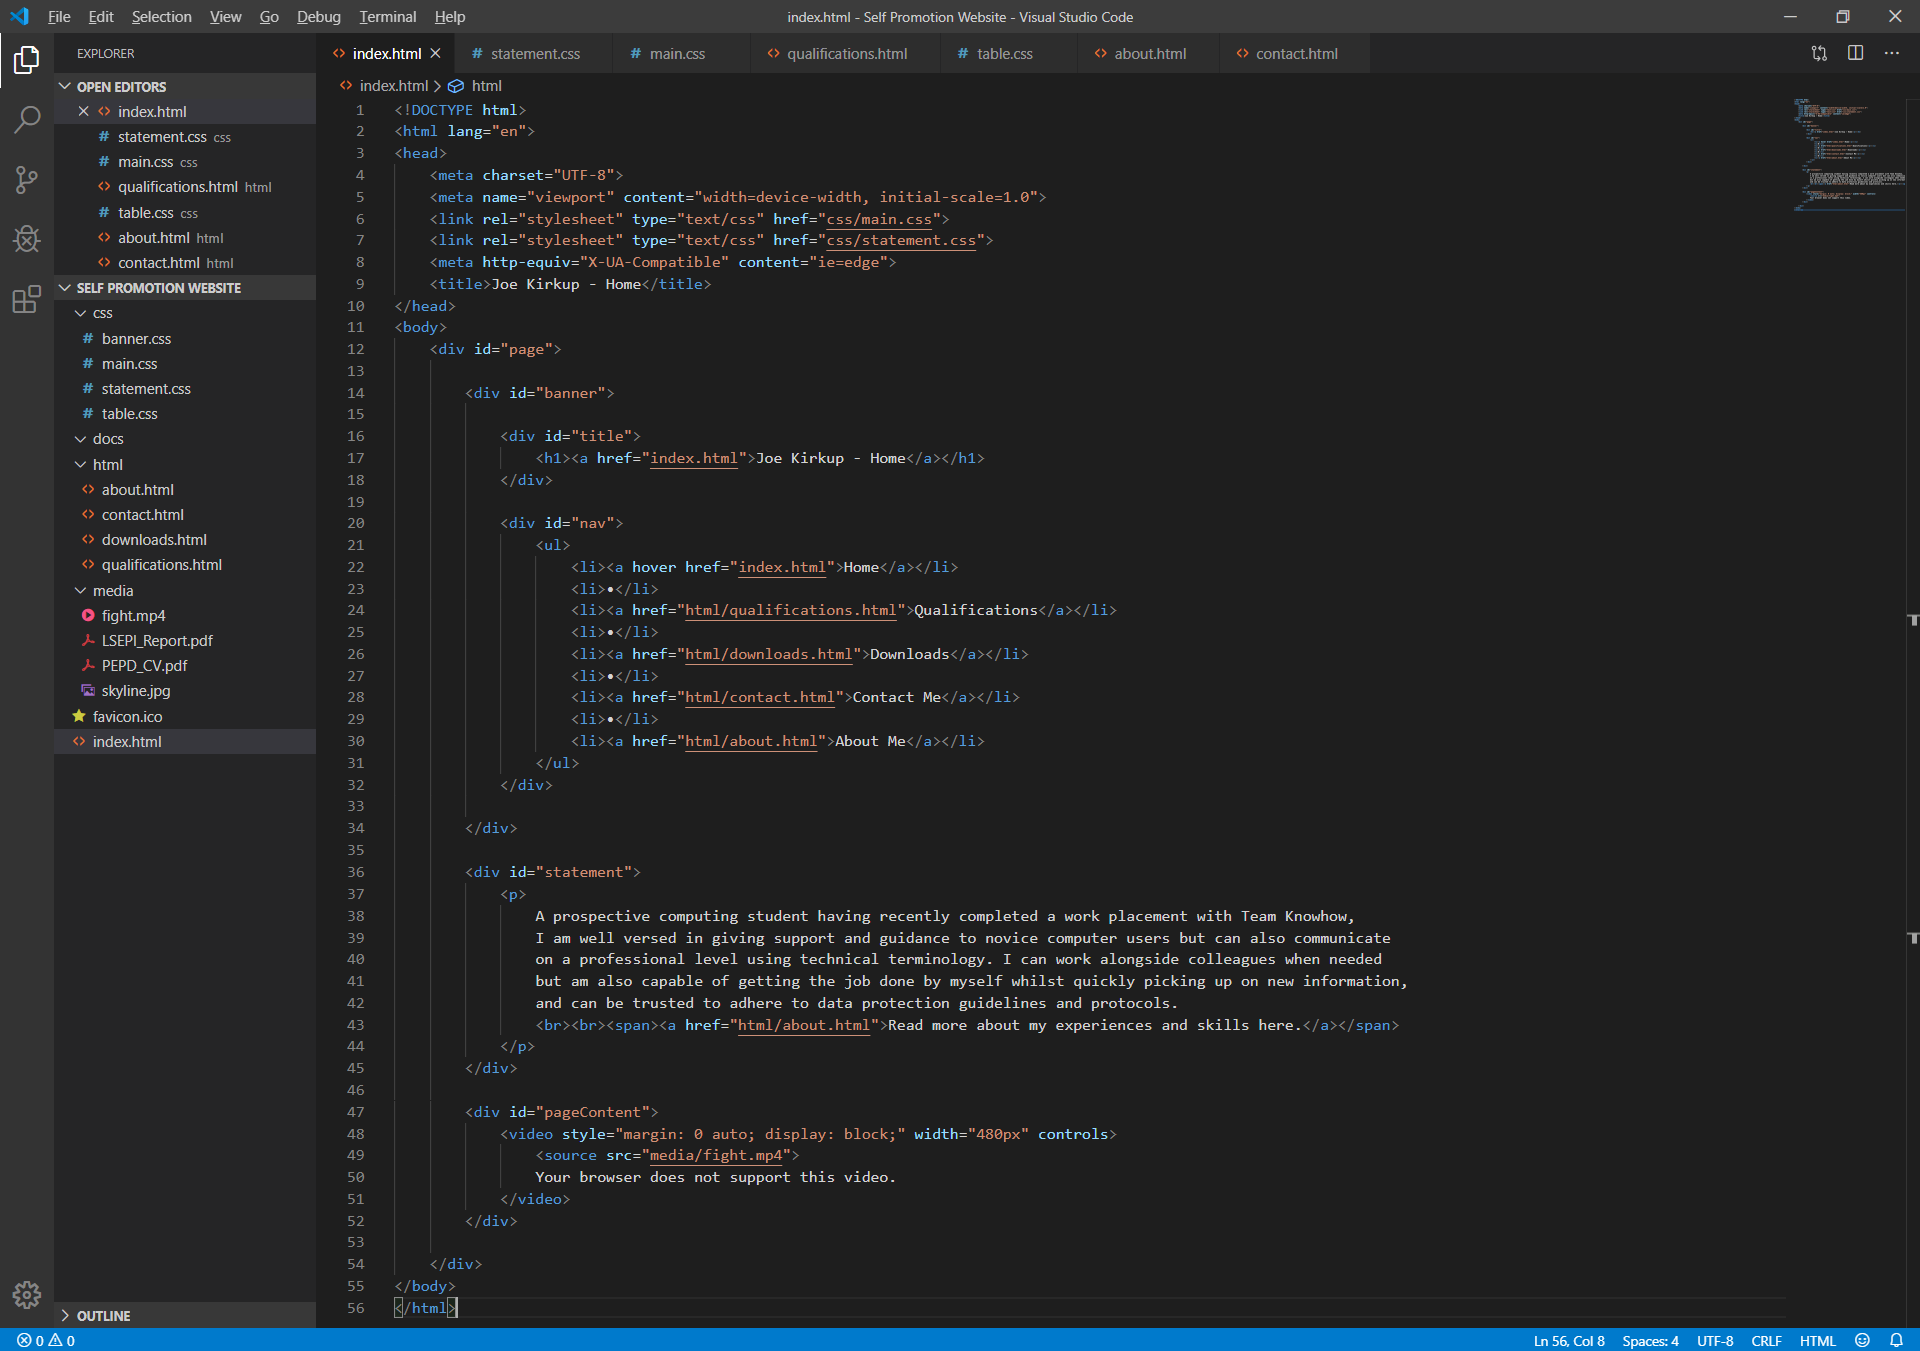 File Edit Selection View Go Debug Terminal Help
index.html - Self Promotion Website - Visual Studio Code
EXPLORER
OPEN EDITORS
index.html
statement.css css
main.css css
qualifications.html html
table.css css
about.html html
contact.html html
SELF PROMOTION WEBSITE
css
banner.css
main.css
statement.css
table.css
docs
html
about.html
contact.html
downloads.html
qualifications.html
media
fight.mp4
LSEPI_Report.pdf
PEPD_CV.pdf
skyline.jpg
favicon.ico
index.html
OUTLINE
index.html statement.css main.css qualifications.html table.css about.html contact.html
index.html > html
1 <!DOCTYPE html>
2 <html lang="en">
3 <head>
4 <meta charset="UTF-8">
5 <meta name="viewport" content="width=device-width, initial-scale=1.0">
6 <link rel="stylesheet" type="text/css" href="css/main.css">
7 <link rel="stylesheet" type="text/css" href="css/statement.css">
8 <meta http-equiv="X-UA-Compatible" content="ie=edge">
9 <title>Joe Kirkup - Home</title>
10 </head>
11 <body>
12 <div id="page">
13
14 <div id="banner">
15
16 <div id="title">
17 <h1><a href="index.html">Joe Kirkup - Home</a></h1>
18 </div>
19
20 <div id="nav">
21 <ul>
22 <li><a hover href="index.html">Home</a></li>
23 <li>•</li>
24 <li><a href="html/qualifications.html">Qualifications</a></li>
25 <li>•</li>
26 <li><a href="html/downloads.html">Downloads</a></li>
27 <li>•</li>
28 <li><a href="html/contact.html">Contact Me</a></li>
29 <li>•</li>
30 <li><a href="html/about.html">About Me</a></li>
31 </ul>
32 </div>
33
34 </div>
35
36 <div id="statement">
37 <p>
38 A prospective computing student having recently completed a work placement with Team Knowhow,
39 I am well versed in giving support and guidance to novice computer users but can also communicate
40 on a professional level using technical terminology. I can work alongside colleagues when needed
41 but am also capable of getting the job done by myself whilst quickly picking up on new information,
42 and can be trusted to adhere to data protection guidelines and protocols.
43 <br><br><span><a href="html/about.html">Read more about my experiences and skills here.</a></span>
44 </p>
45 </div>
46
47 <div id="pageContent">
48 <video style="margin: 0 auto; display: block;" width="480px" controls>
49 <source src="media/fight.mp4">
50 Your browser does not support this video.
51 </video>
52 </div>
53
54 </div>
55 </body>
56 </html>
0 0 Ln 56, Col 8 Spaces: 4 UTF-8 CRLF HTML